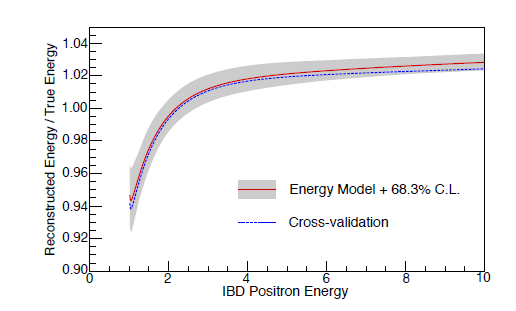 Reconstructed Energy / True Energy
1.04
1.02
1.00
0.98
0.96
0.94
0.92
0.90
Energy Model + 68.3% C.L.
Cross-validation
0 2 4 6 8 10
IBD Positron Energy